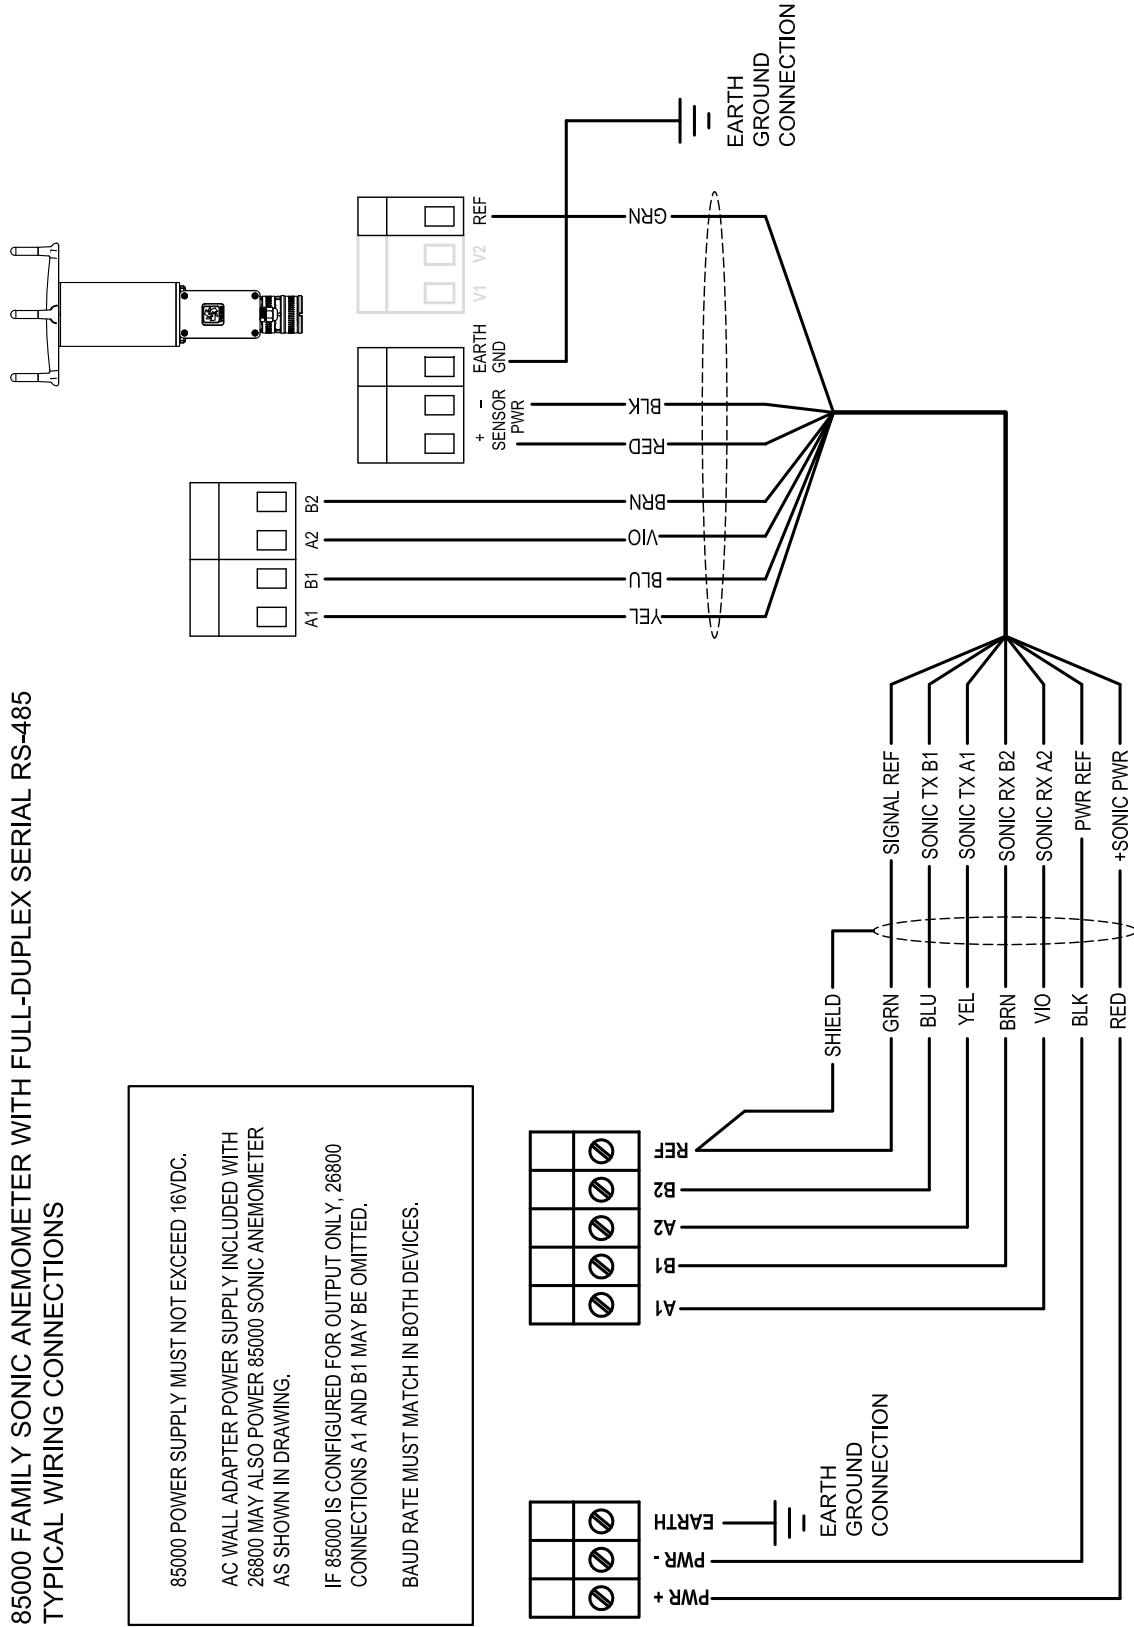 85000 FAMILY SONIC ANEMOMETER WITH FULL-DUPLEX SERIAL RS-485
TYPICAL WIRING CONNECTIONS
85000 POWER SUPPLY MUST NOT EXCEED 16VDC.
AC WALL ADAPTER POWER SUPPLY INCLUDED WITH
26800 MAY ALSO POWER 85000 SONIC ANEMOMETER
AS SHOWN IN DRAWING.
IF 85000 IS CONFIGURED FOR OUTPUT ONLY, 26800
CONNECTIONS A1 AND B1 MAY BE OMITTED.
BAUD RATE MUST MATCH IN BOTH DEVICES.
A1
B1
A2
B2
+ -
SENSOR
PWR
EARTH
GND
V1
V2
REF
YEL
BLU
VIO
BRN
RED
BLK
GRN
EARTH
GROUND
CONNECTION
PWR +
PWR -
EARTH
EARTH
GROUND
CONNECTION
A1
B1
A2
B2
REF
SHIELD
GRN
SIGNAL REF
BLU
SONIC TX B1
YEL
SONIC TX A1
BRN
SONIC RX B2
VIO
SONIC RX A2
BLK
PWR REF
RED
+SONIC PWR